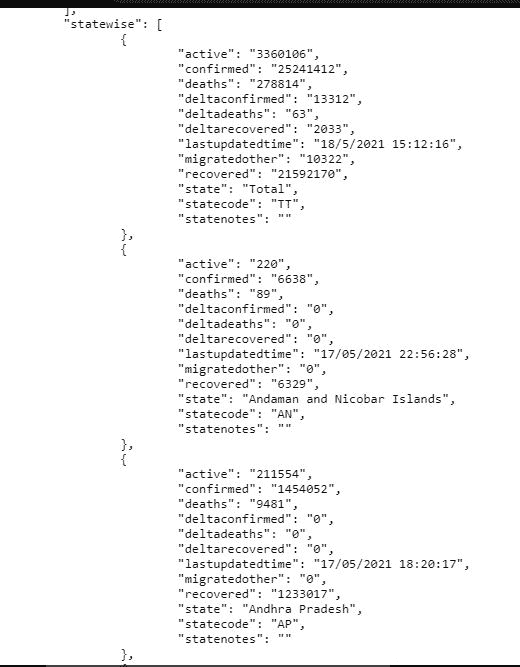 ],
"statewise": [
{
"active": "3360106",
"confirmed": "25241412",
"deaths": "278814",
"deltaconfirmed": "13312",
"deltadeaths": "63",
"deltarecovered": "2033",
"lastupdatedtime": "18/5/2021 15:12:16",
"migratedother": "10322",
"recovered": "21592170",
"state": "Total",
"statecode": "TT",
"statenotes": ""
},
{
"active": "220",
"confirmed": "6638",
"deaths": "89",
"deltaconfirmed": "0",
"deltadeaths": "0",
"deltarecovered": "0",
"lastupdatedtime": "17/05/2021 22:56:28",
"migratedother": "0",
"recovered": "6329",
"state": "Andaman and Nicobar Islands",
"statecode": "AN",
"statenotes": ""
},
{
"active": "211554",
"confirmed": "1454052",
"deaths": "9481",
"deltaconfirmed": "0",
"deltadeaths": "0",
"deltarecovered": "0",
"lastupdatedtime": "17/05/2021 18:20:17",
"migratedother": "0",
"recovered": "1233017",
"state": "Andhra Pradesh",
"statecode": "AP",
"statenotes": ""
},